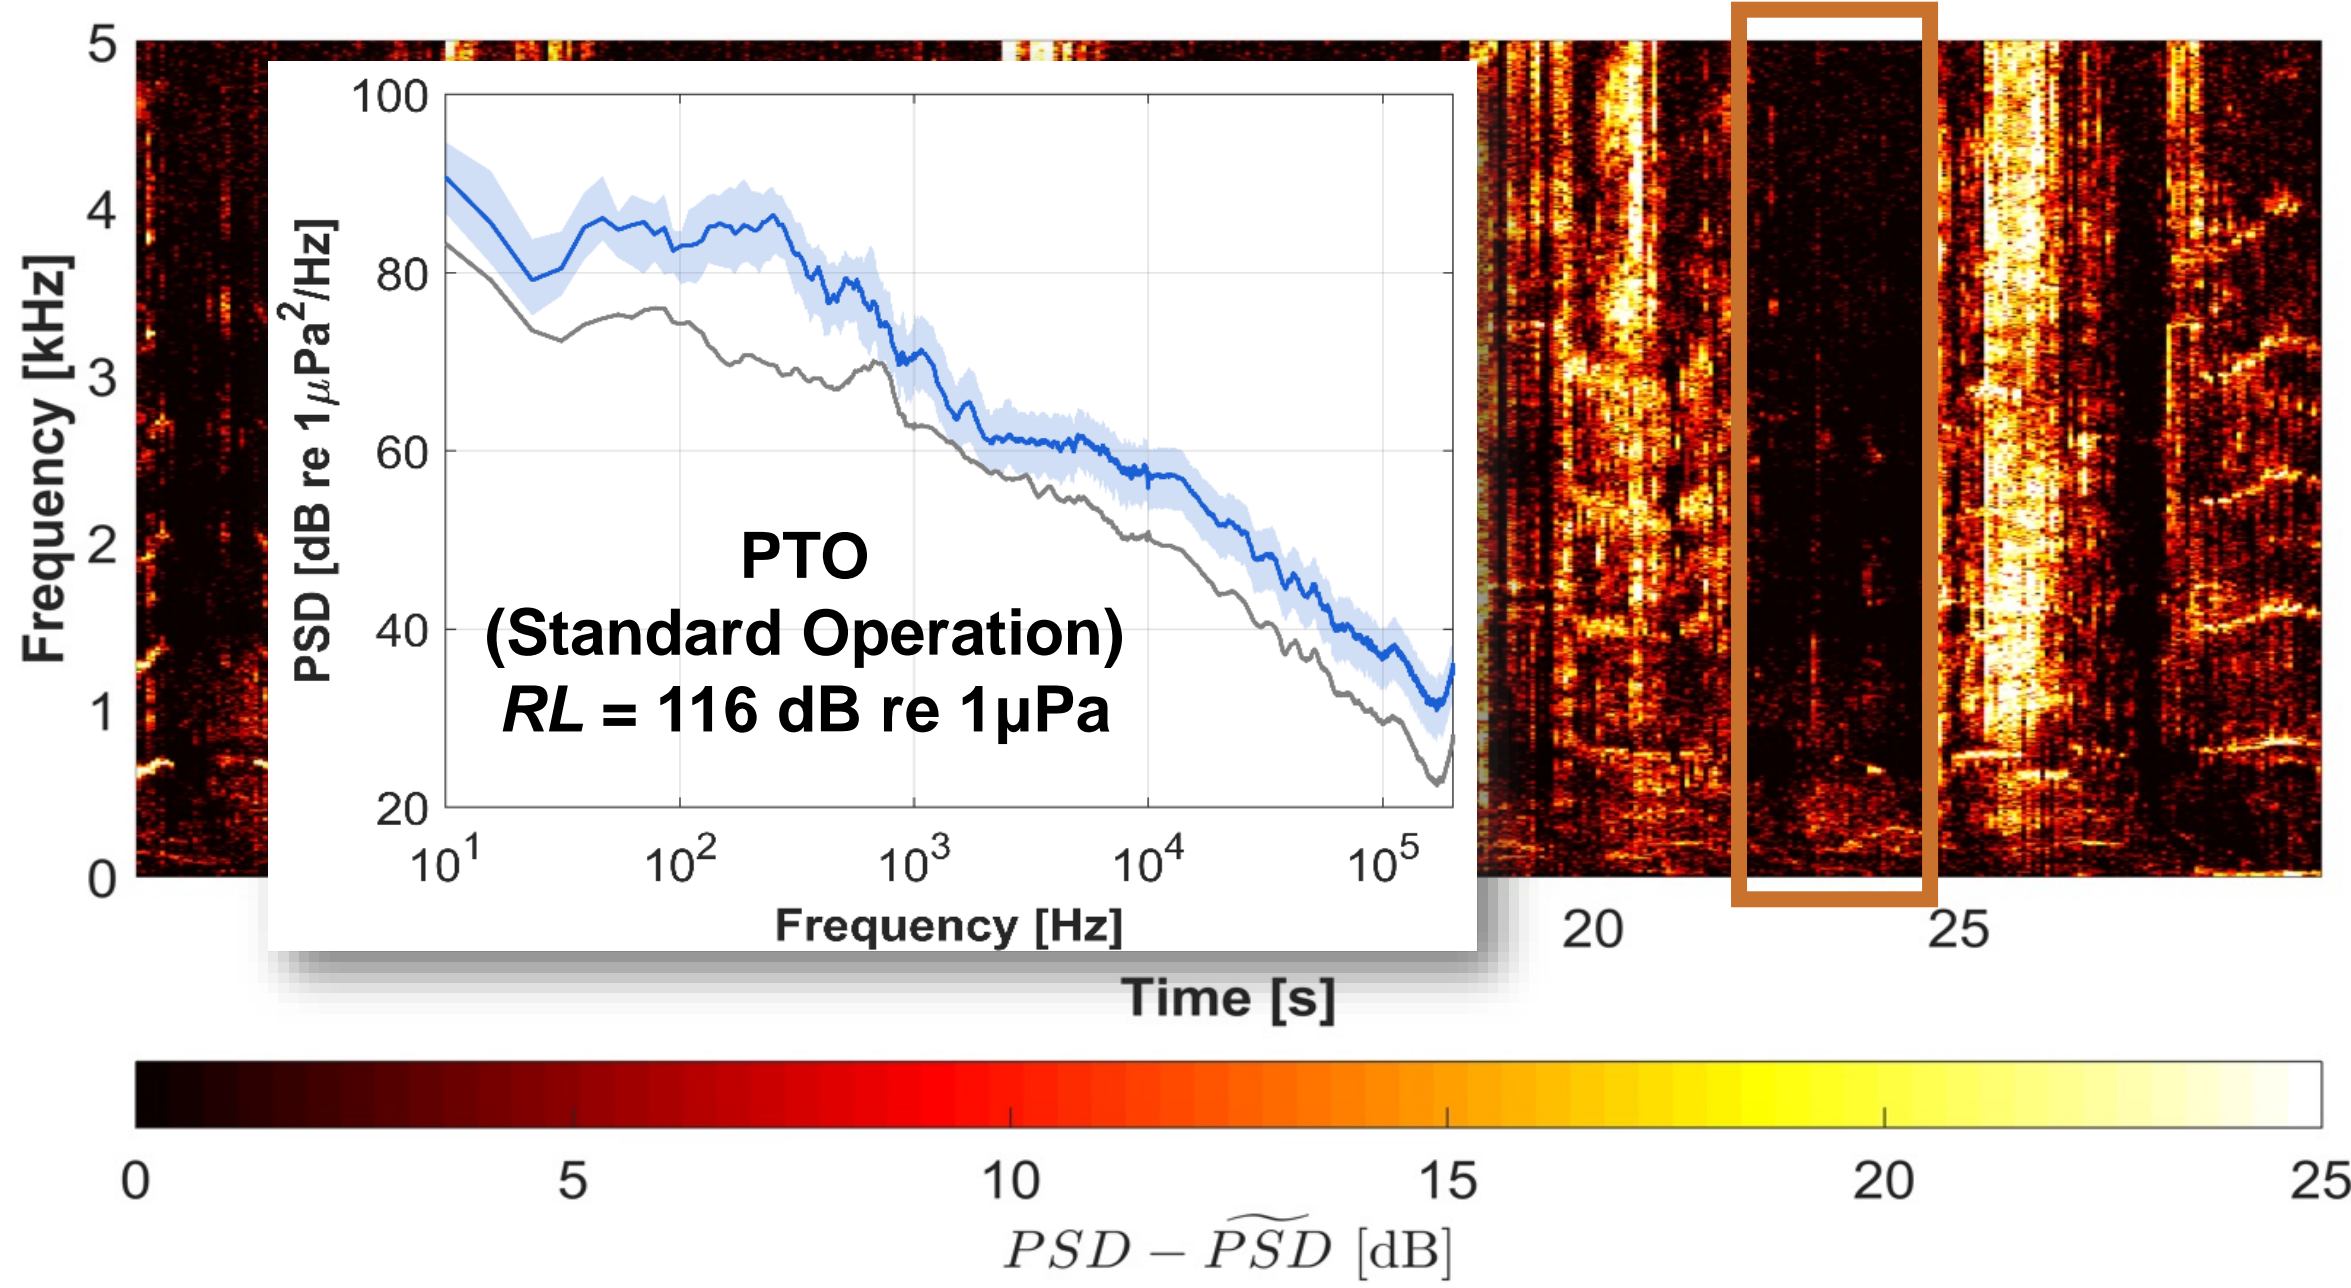 5
4
3
2
1
0
Frequency [kHz]
100
80
60
40
20
PSD [dB re 1μPa²/Hz]
PTO
(Standard Operation)
RL = 116 dB re 1µPa
10¹ 10² 10³ 10⁴ 10⁵
Frequency [Hz]
20 25
Time [s]
0 5 10 15 20 25
PSD − \widetilde{PSD} [dB]